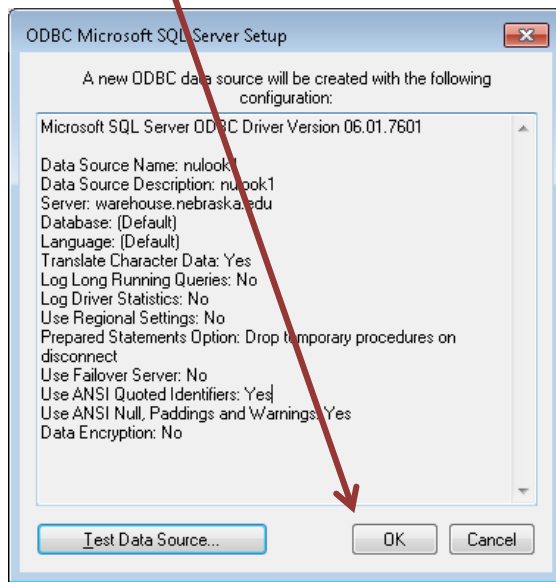 ODBC Microsoft SQL Server Setup
A new ODBC data source will be created with the following
configuration:
Microsoft SQL Server ODBC Driver Version 06.01.7601
Data Source Name: nulook1
Data Source Description: nulook1
Server: warehouse.nebraska.edu
Database: (Default)
Language: (Default)
Translate Character Data: Yes
Log Long Running Queries: No
Log Driver Statistics: No
Use Regional Settings: No
Prepared Statements Option: Drop temporary procedures on
disconnect
Use Failover Server: No
Use ANSI Quoted Identifiers: Yes
Use ANSI Null, Paddings and Warnings: Yes
Data Encryption: No
Test Data Source...
OK
Cancel